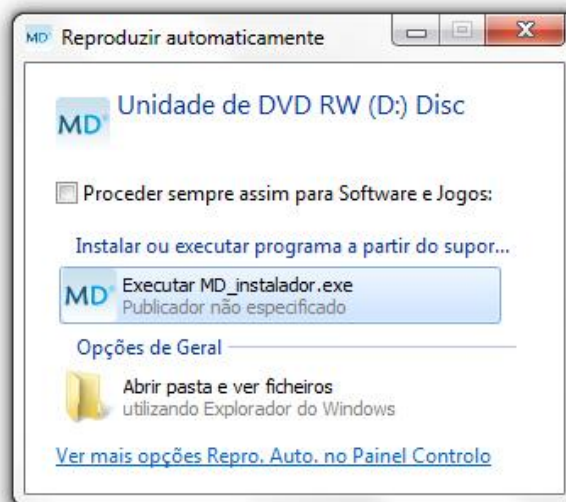 MD Reproduzir automaticamente
MD Unidade de DVD RW (D:) Disc
Proceder sempre assim para Software e Jogos:
Instalar ou executar programa a partir do supor...
MD Executar MD_instalador.exe
Publicador não especificado
Opções de Geral
Abrir pasta e ver ficheiros
utilizando Explorador do Windows
Ver mais opções Repro. Auto. no Painel Controlo